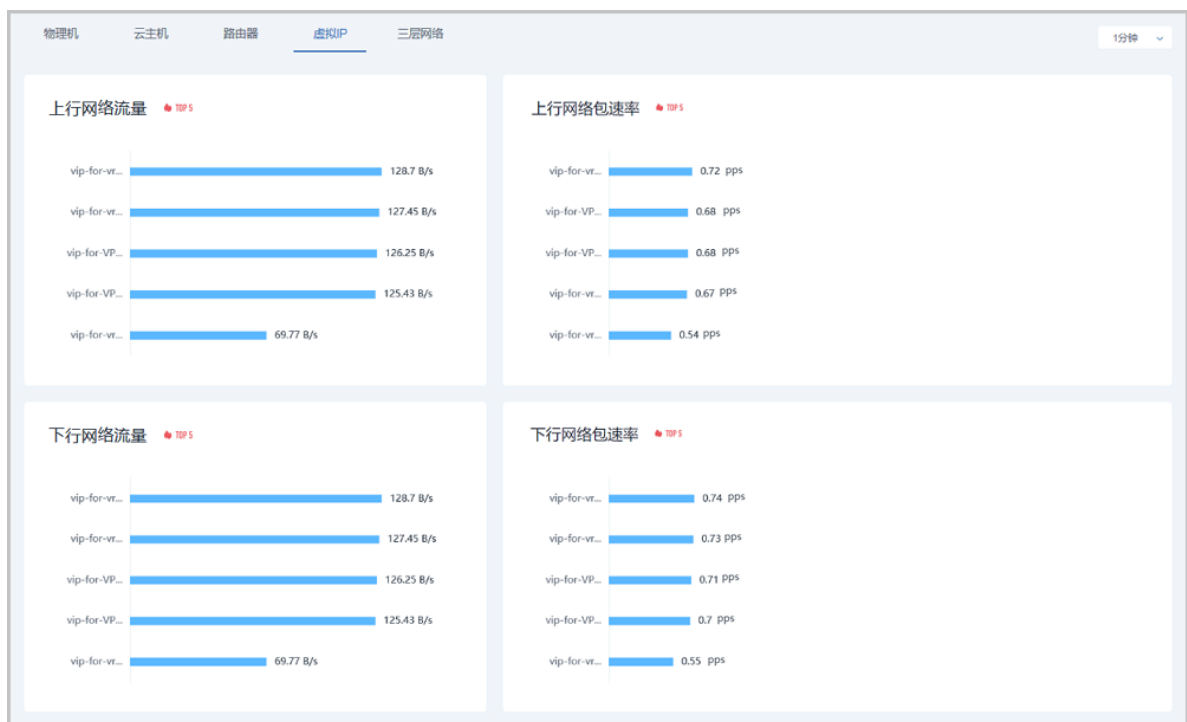 物理机 云主机 路由器 虚拟IP 三层网络 1分钟
上行网络流量 TOP 5
vip-for-vr... 128.7 B/s
vip-for-vr... 127.45 B/s
vip-for-VP... 126.25 B/s
vip-for-VP... 125.43 B/s
vip-for-vr... 69.77 B/s
上行网络包速率 TOP 5
vip-for-vr... 0.72 pps
vip-for-VP... 0.68 pps
vip-for-VP... 0.68 pps
vip-for-vr... 0.67 pps
vip-for-vr... 0.54 pps
下行网络流量 TOP 5
vip-for-vr... 128.7 B/s
vip-for-vr... 127.45 B/s
vip-for-VP... 126.25 B/s
vip-for-VP... 125.43 B/s
vip-for-vr... 69.77 B/s
下行网络包速率 TOP 5
vip-for-vr... 0.74 pps
vip-for-vr... 0.73 pps
vip-for-VP... 0.71 pps
vip-for-VP... 0.7 pps
vip-for-vr... 0.55 pps